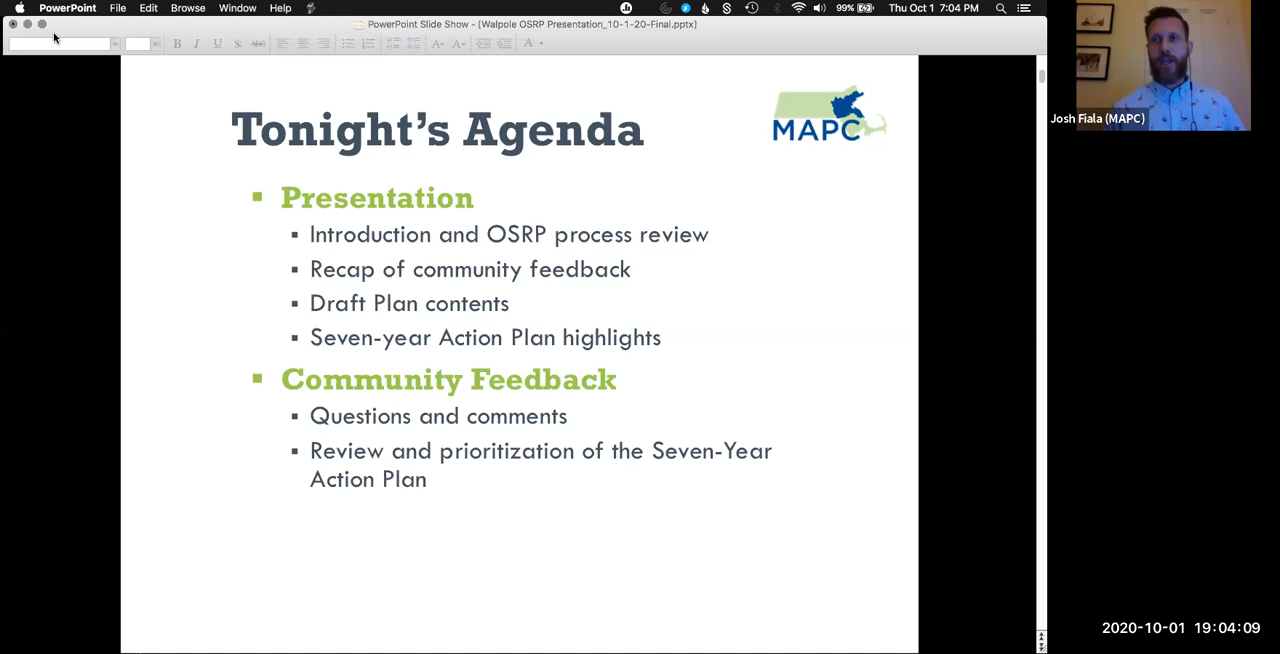 PowerPoint File Edit Browse Window Help 99% Thu Oct 1 7:04 PM
PowerPoint Slide Show - [Walpole OSRP Presentation_10-1-20-Final.pptx]
B I U S ABC A A A
Tonight's Agenda
MAPC
Presentation
Introduction and OSRP process review
Recap of community feedback
Draft Plan contents
Seven-year Action Plan highlights
Community Feedback
Questions and comments
Review and prioritization of the Seven-Year
Action Plan
Josh Fiala (MAPC)
2020-10-01 19:04:09